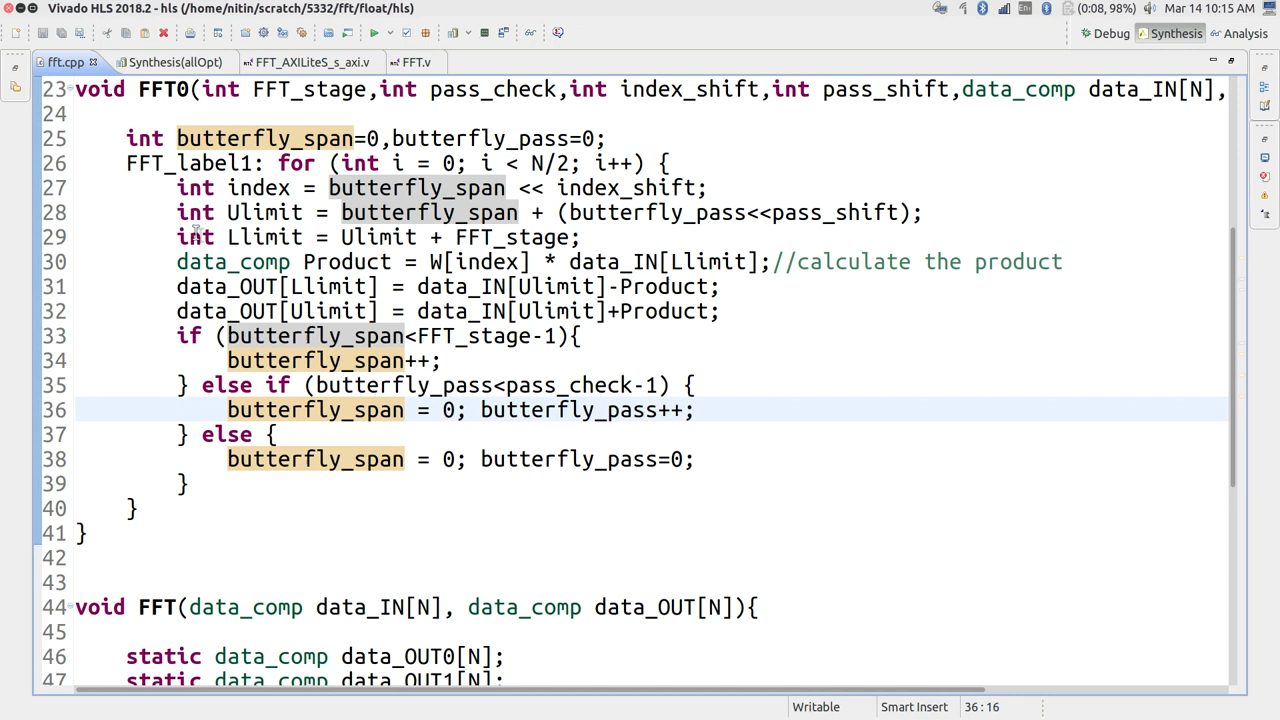 Vivado HLS 2018.2 - hls (/home/nitin/scratch/5332/fft/float/hls)
En (0:08, 98%) Mar 14 10:15 AM
Debug Synthesis Analysis
fft.cpp Synthesis(allOpt) FFT_AXILiteS_s_axi.v FFT.v
23 void FFT0(int FFT_stage,int pass_check,int index_shift,int pass_shift,data_comp data_IN[N],
24
25 int butterfly_span=0,butterfly_pass=0;
26 FFT_label1: for (int i = 0; i < N/2; i++) {
27 int index = butterfly_span << index_shift;
28 int Ulimit = butterfly_span + (butterfly_pass<<pass_shift);
29 int Llimit = Ulimit + FFT_stage;
30 data_comp Product = W[index] * data_IN[Llimit];//calculate the product
31 data_OUT[Llimit] = data_IN[Ulimit]-Product;
32 data_OUT[Ulimit] = data_IN[Ulimit]+Product;
33 if (butterfly_span<FFT_stage-1){
34 butterfly_span++;
35 } else if (butterfly_pass<pass_check-1) {
36 butterfly_span = 0; butterfly_pass++;
37 } else {
38 butterfly_span = 0; butterfly_pass=0;
39 }
40 }
41 }
42
43
44 void FFT(data_comp data_IN[N], data_comp data_OUT[N]){
45
46 static data_comp data_OUT0[N];
47 static data_comp data_OUT1[N];
Writable Smart Insert 36 : 16